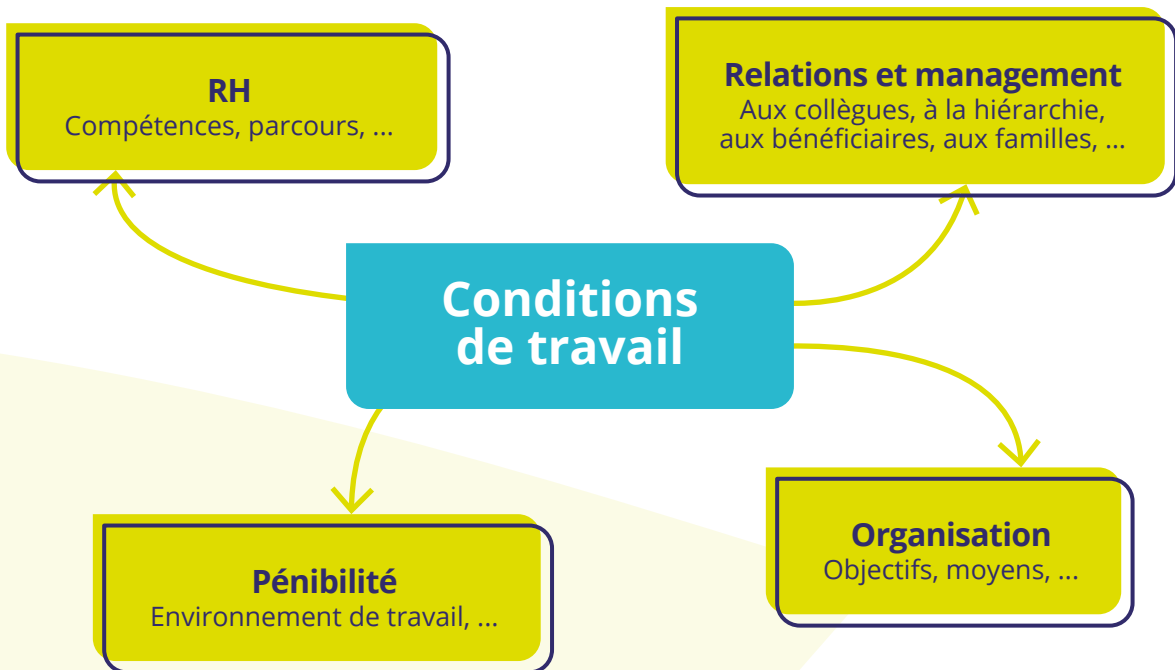 RH
Compétences, parcours, ...
Relations et management
Aux collègues, à la hiérarchie,
aux bénéficiaires, aux familles, ...
Conditions
de travail
Pénibilité
Environnement de travail, ...
Organisation
Objectifs, moyens, ...